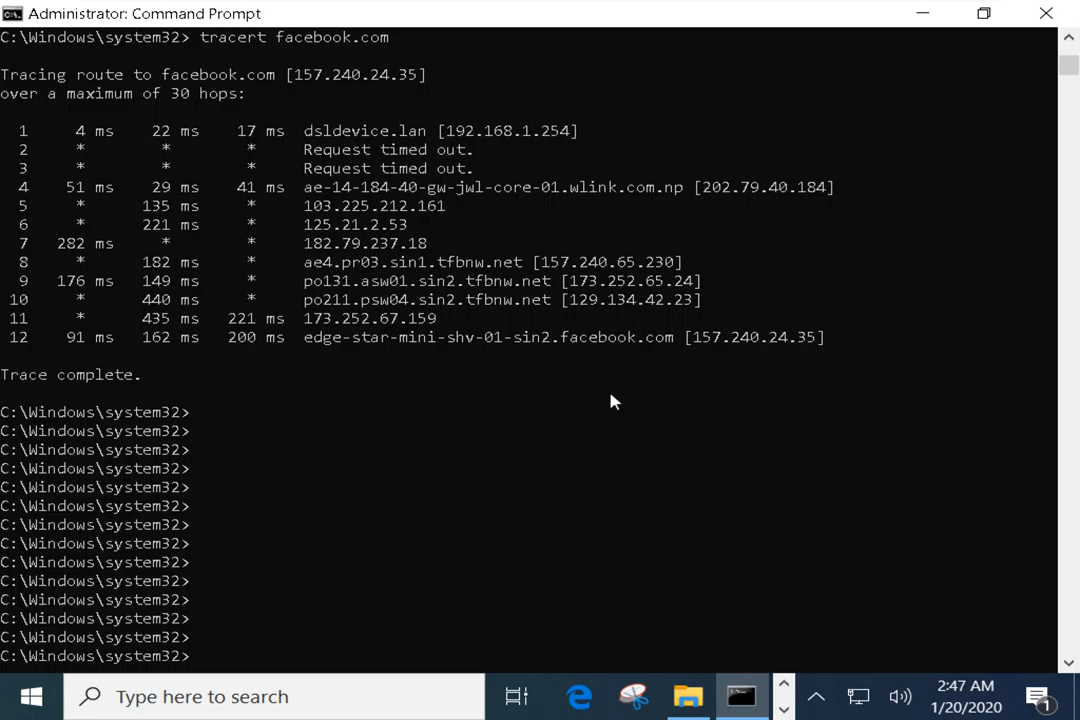 Administrator: Command Prompt
C:\Windows\system32> tracert facebook.com
Tracing route to facebook.com [157.240.24.35]
over a maximum of 30 hops:
1 4 ms 22 ms 17 ms dsldevice.lan [192.168.1.254]
2 * * * Request timed out.
3 * * * Request timed out.
4 51 ms 29 ms 41 ms ae-14-184-40-gw-jwl-core-01.wlink.com.np [202.79.40.184]
5 * 135 ms * 103.225.212.161
6 * 221 ms * 125.21.2.53
7 282 ms * * 182.79.237.18
8 * 182 ms * ae4.pr03.sin1.tfbnw.net [157.240.65.230]
9 176 ms 149 ms * po131.asw01.sin2.tfbnw.net [173.252.65.24]
10 * 440 ms * po211.psw04.sin2.tfbnw.net [129.134.42.23]
11 * 435 ms 221 ms 173.252.67.159
12 91 ms 162 ms 200 ms edge-star-mini-shv-01-sin2.facebook.com [157.240.24.35]
Trace complete.
C:\Windows\system32>
C:\Windows\system32>
C:\Windows\system32>
C:\Windows\system32>
C:\Windows\system32>
C:\Windows\system32>
C:\Windows\system32>
C:\Windows\system32>
C:\Windows\system32>
C:\Windows\system32>
C:\Windows\system32>
C:\Windows\system32>
C:\Windows\system32>
C:\Windows\system32>
Type here to search
2:47 AM
1/20/2020
1